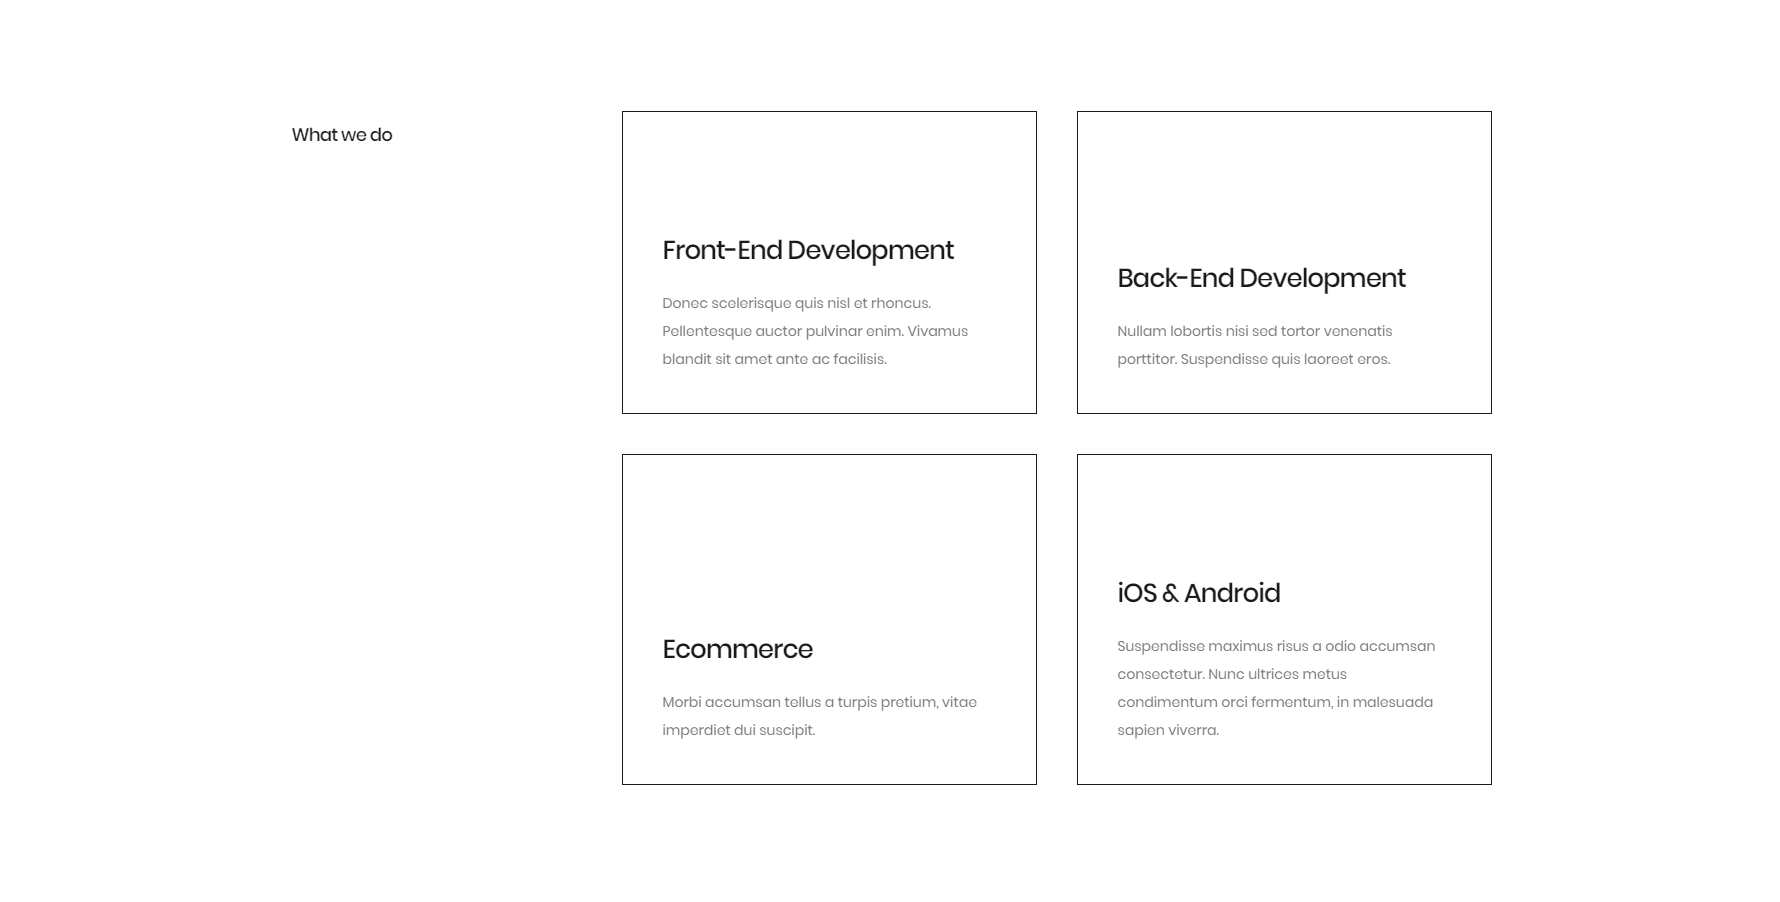 What we do
Front-End Development
Donec scelerisque quis nisl et rhoncus.
Pellentesque auctor pulvinar enim. Vivamus
blandit sit amet ante ac facilisis.
Back-End Development
Nullam lobortis nisi sed tortor venenatis
porttitor. Suspendisse quis laoreet eros.
Ecommerce
Morbi accumsan tellus a turpis pretium, vitae
imperdiet dui suscipit.
iOS & Android
Suspendisse maximus risus a odio accumsan
consectetur. Nunc ultrices metus
condimentum orci fermentum, in malesuada
sapien viverra.